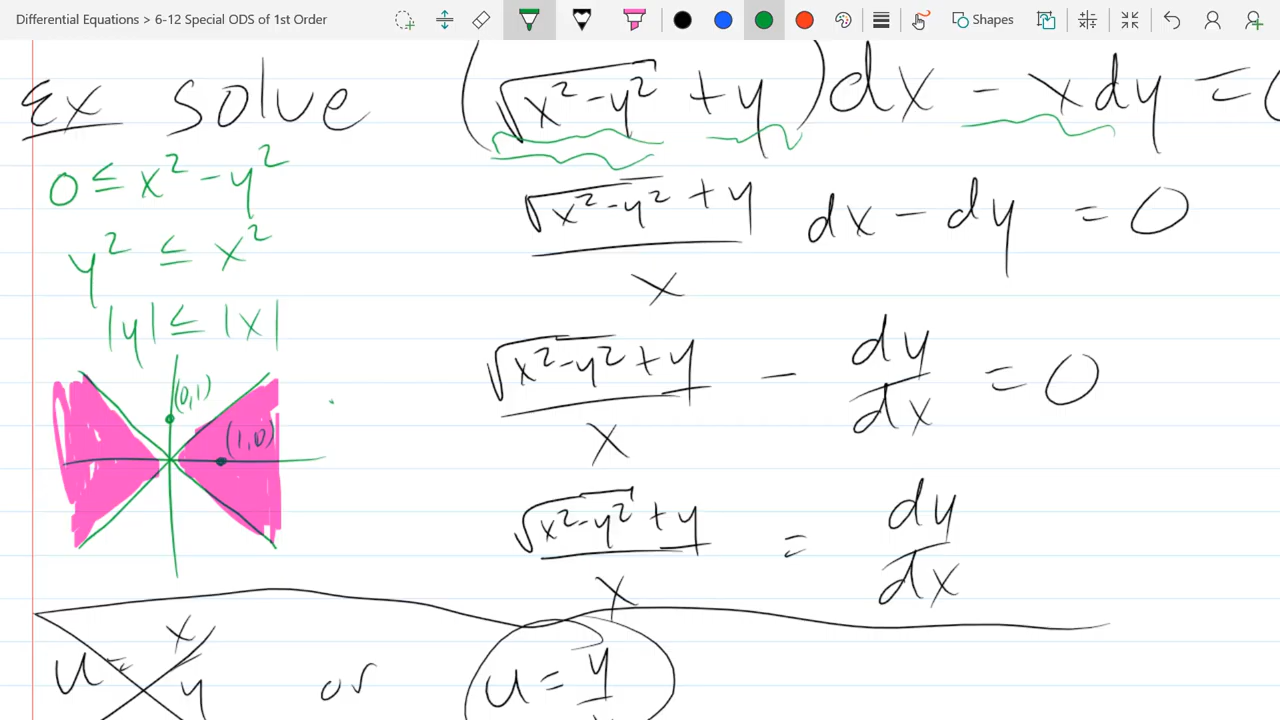 Differential Equations > 6-12 Special ODS of 1st Order
Shapes
Ex solve (√(x²-y²) + y) dx - x dy = 0
0 ≤ x² - y²
y² ≤ x²
|y| ≤ |x|
(0,1)
(1,0)
(√(x²-y²) + y)/x dx - dy = 0
(√(x²-y²) + y)/x - dy/dx = 0
(√(x²-y²) + y)/x = dy/dx
u = x/y or u = y/x